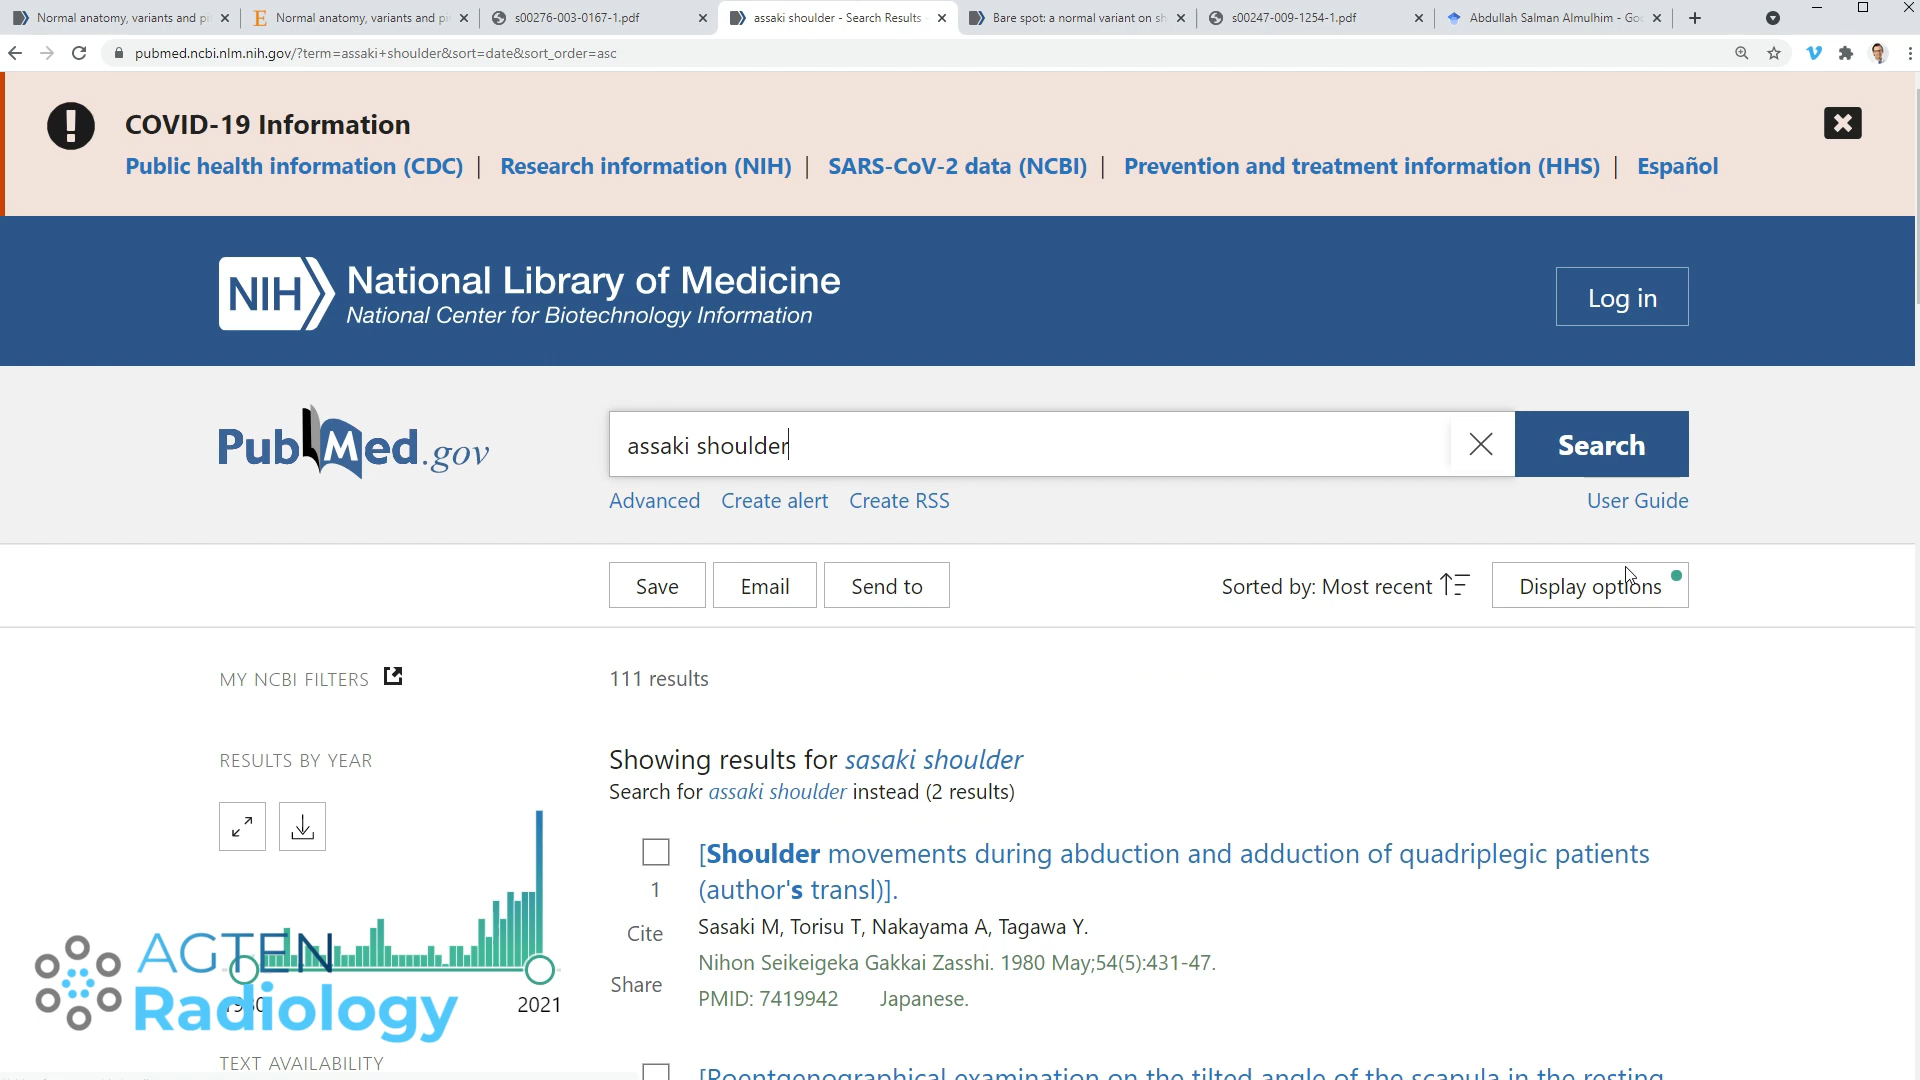 Normal anatomy, variants and pi
Normal anatomy, variants and pi
s00276-003-0167-1.pdf
assaki shoulder - Search Results -
Bare spot: a normal variant on sh
s00247-009-1254-1.pdf
Abdullah Salman Almulhim - Goo
pubmed.ncbi.nlm.nih.gov/?term=assaki+shoulder&sort=date&sort_order=asc
COVID-19 Information
Public health information (CDC) | Research information (NIH) | SARS-CoV-2 data (NCBI) | Prevention and treatment information (HHS) | Español
NIH National Library of Medicine
National Center for Biotechnology Information
Log in
PubMed.gov
assaki shoulder
Search
Advanced Create alert Create RSS
User Guide
Save Email Send to
Sorted by: Most recent
Display options
MY NCBI FILTERS
111 results
RESULTS BY YEAR
Showing results for sasaki shoulder
Search for assaki shoulder instead (2 results)
[Shoulder movements during abduction and adduction of quadriplegic patients
(author's transl)].
1
Cite
Share
Sasaki M, Torisu T, Nakayama A, Tagawa Y.
Nihon Seikeigeka Gakkai Zasshi. 1980 May;54(5):431-47.
PMID: 7419942 Japanese.
AGTEN
Radiology
2021
TEXT AVAILABILITY
[Roentgenographical examination on the tilted angle of the scapula in the resting